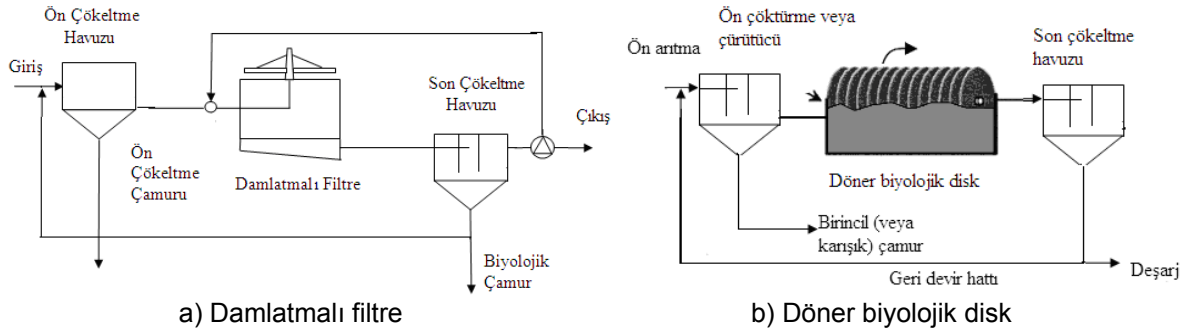 Ön Çökeltme
Havuzu
Giriş
Son Çökeltme
Havuzu
Çıkış
Ön
Çökeltme
Çamuru
Damlatmalı Filtre
Biyolojik
Çamur
a) Damlatmalı filtre
Ön çöktürme veya
çürütücü
Ön arıtma
Son çökeltme
havuzu
Döner biyolojik disk
Birincil (veya
karışık) çamur
Geri devir hattı
Deşarj
b) Döner biyolojik disk